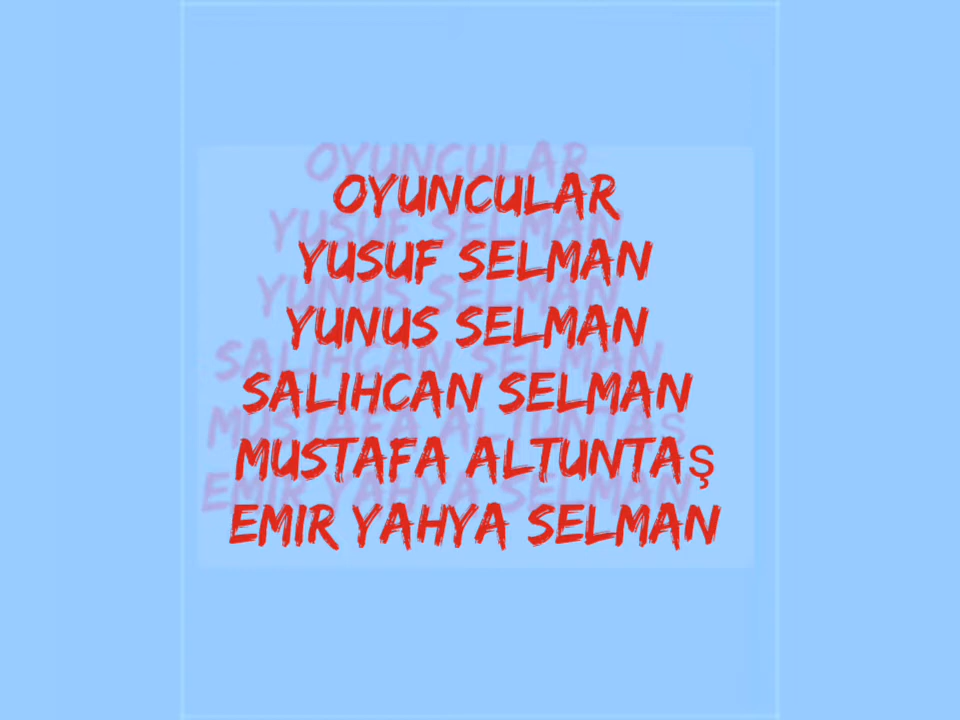 OYUNCULAR
YUSUF SELMAN
YUNUS SELMAN
SALIHCAN SELMAN
MUSTAFA ALTUNTAŞ
EMIR YAHYA SELMAN